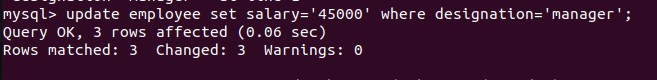 mysql> update employee set salary='45000' where designation='manager';
Query OK, 3 rows affected (0.06 sec)
Rows matched: 3  Changed: 3  Warnings: 0